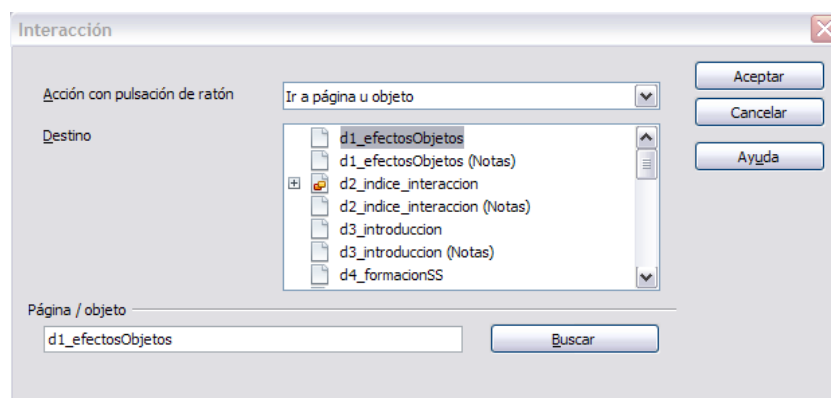 Interacción
Acción con pulsación de ratón
Ir a página u objeto
Aceptar
Cancelar
Ayuda
Destino
d1_efectosObjetos
d1_efectosObjetos (Notas)
d2_indice_interaccion
d2_indice_interaccion (Notas)
d3_introduccion
d3_introduccion (Notas)
d4_formacionSS
Página / objeto
d1_efectosObjetos
Buscar